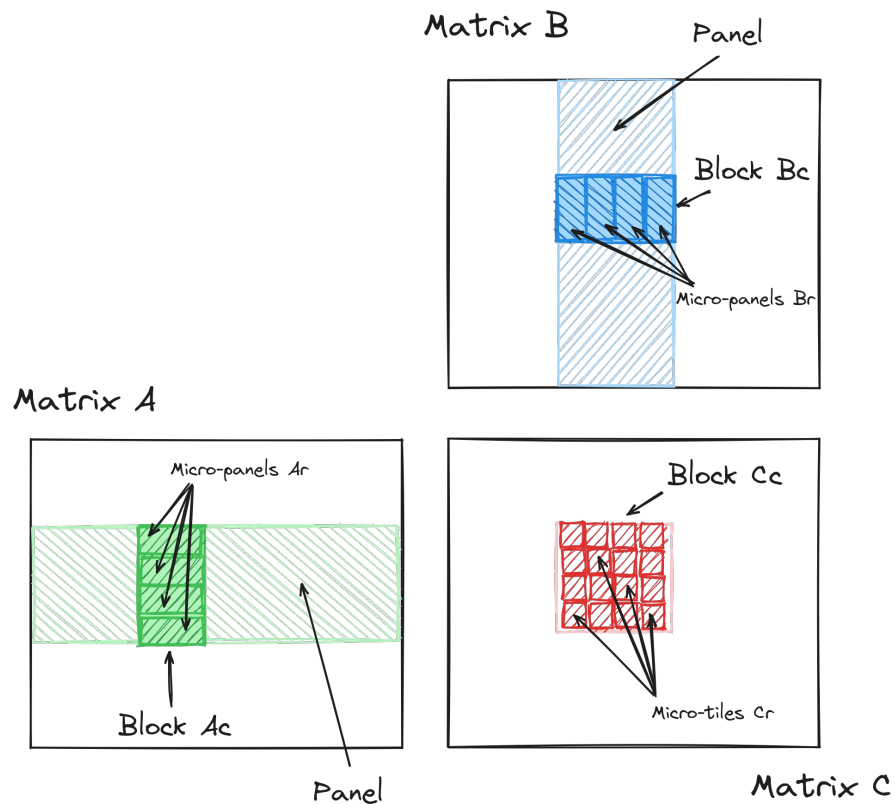 Matrix B
Panel
Block Bc
Micro-panels Br
Matrix A
Micro-panels Ar
Block Cc
Micro-tiles Cr
Block Ac
Panel
Matrix C